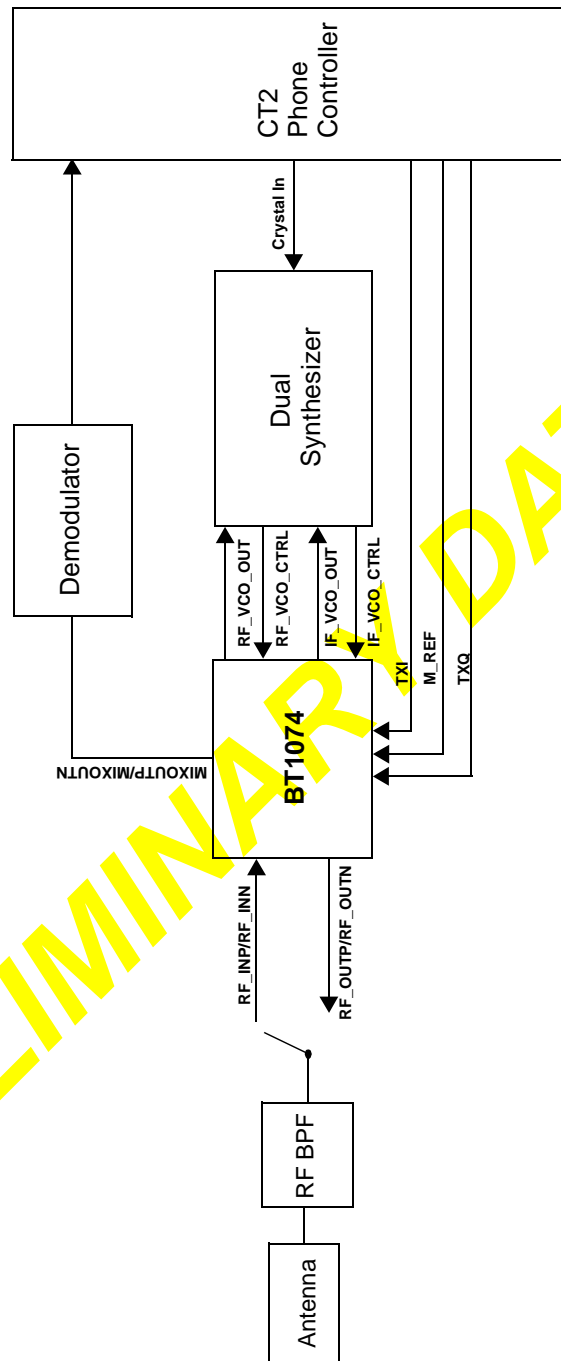 CT2
Phone
Controller
Crystal In
Dual
Synthesizer
Demodulator
RF_VCO_OUT
RF_VCO_CTRL
IF_VCO_OUT
IF_VCO_CTRL
TXI
M_REF
TXQ
MIXOUTP/MIXOUTN
BT1074
RF_INP/RF_INN
RF_OUTP/RF_OUTN
RF BPF
Antenna
LIMINARY DAT